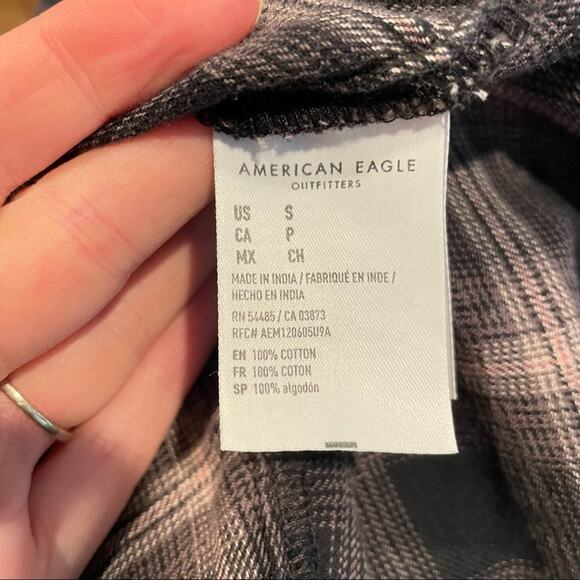 AMERICAN EAGLE
OUTFITTERS
US S
CA P
MX CH
MADE IN INDIA / FABRIQUÉ EN INDE /
HECHO EN INDIA
RN 54485 / CA 03873
RFC# AEM120605U9A
EN 100% COTTON
FR 100% COTON
SP 100% algodón